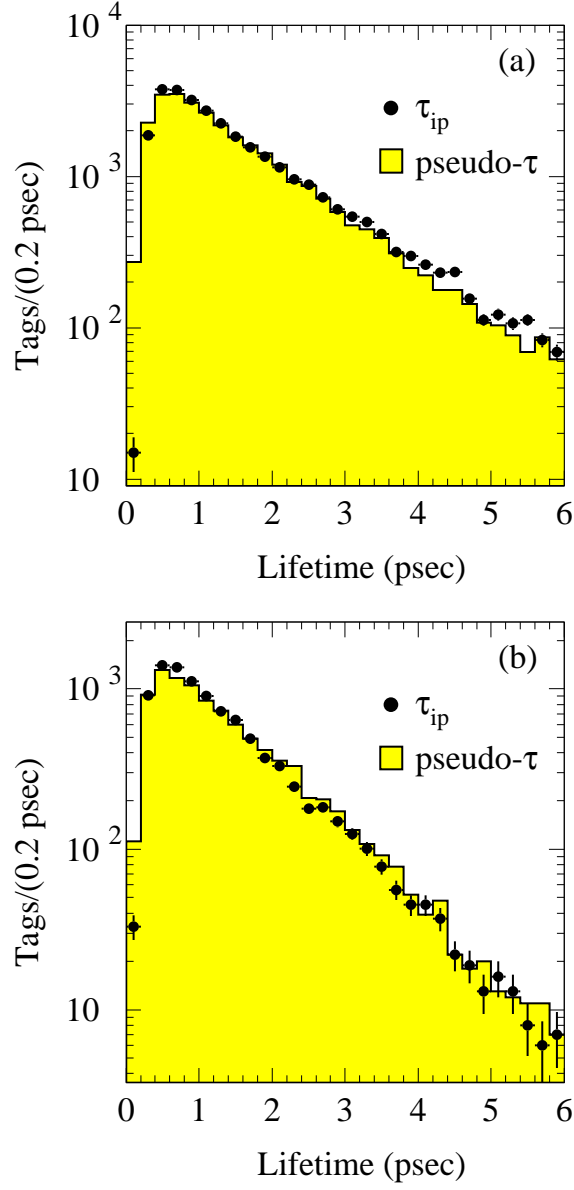 (a)
τip
pseudo-τ
Tags/(0.2 psec)
10 4
10 3
10 2
10
0 1 2 3 4 5 6
Lifetime (psec)
(b)
τip
pseudo-τ
Tags/(0.2 psec)
10 3
10 2
10
0 1 2 3 4 5 6
Lifetime (psec)